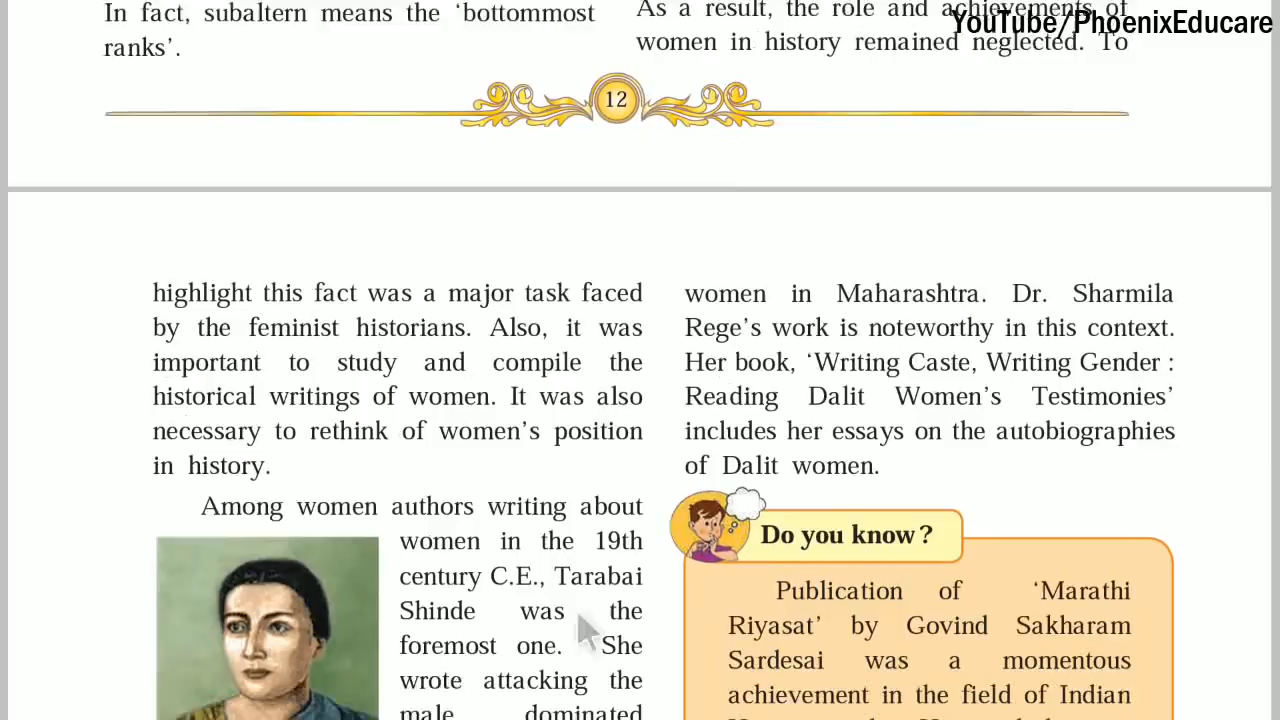 In fact, subaltern means the ‘bottommost
ranks’.
As a result, the role and achievements of
women in history remained neglected. To
YouTube/PhoenixEducare
12
highlight this fact was a major task faced
by the feminist historians. Also, it was
important to study and compile the
historical writings of women. It was also
necessary to rethink of women’s position
in history.
Among women authors writing about
women in the 19th
century C.E., Tarabai
Shinde was the
foremost one. She
wrote attacking the
male dominated
women in Maharashtra. Dr. Sharmila
Rege’s work is noteworthy in this context.
Her book, ‘Writing Caste, Writing Gender :
Reading Dalit Women’s Testimonies’
includes her essays on the autobiographies
of Dalit women.
Do you know ?
Publication of ‘Marathi
Riyasat’ by Govind Sakharam
Sardesai was a momentous
achievement in the field of Indian